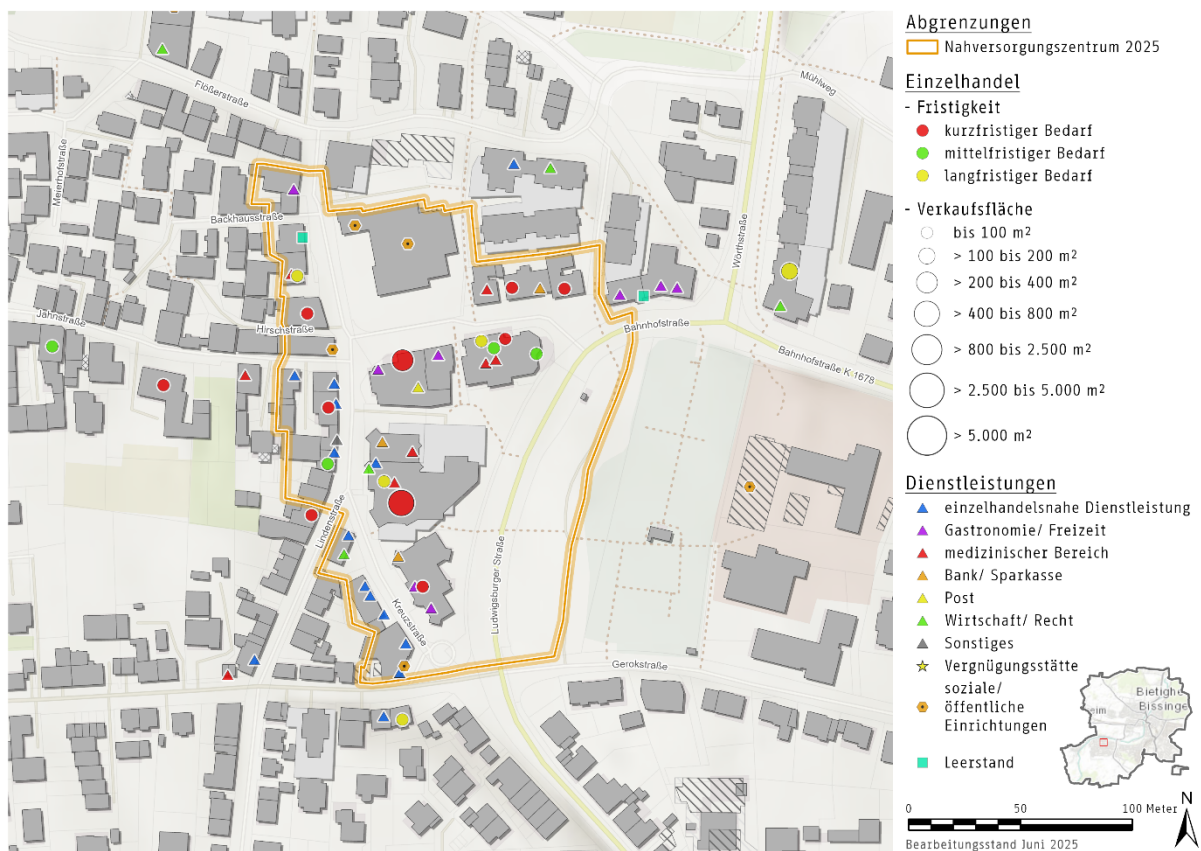 Abgrenzungen
Nahversorgungszentrum 2025
Einzelhandel
- Fristigkeit
kurzfristiger Bedarf
mittelfristiger Bedarf
langfristiger Bedarf
- Verkaufsfläche
bis 100 m²
> 100 bis 200 m²
> 200 bis 400 m²
> 400 bis 800 m²
> 800 bis 2.500 m²
> 2.500 bis 5.000 m²
> 5.000 m²
Dienstleistungen
einzelhandelsnahe Dienstleistung
Gastronomie/ Freizeit
medizinischer Bereich
Bank/ Sparkasse
Post
Wirtschaft/ Recht
Sonstiges
Vergnügungsstätte
soziale/
öffentliche
Einrichtungen
Leerstand
Bietighe
eim
Bissinge
N
0 50 100 Meter
Bearbeitungsstand Juni 2025
Flößerstraße
Mühlweg
Meierhofstraße
Backhausstraße
Wörthstraße
Jahnstraße
Hirschstraße
Bahnhofstraße
Bahnhofstraße K 1678
Lindenstraße
Ludwigsburger Straße
Kreuzstraße
Gerokstraße